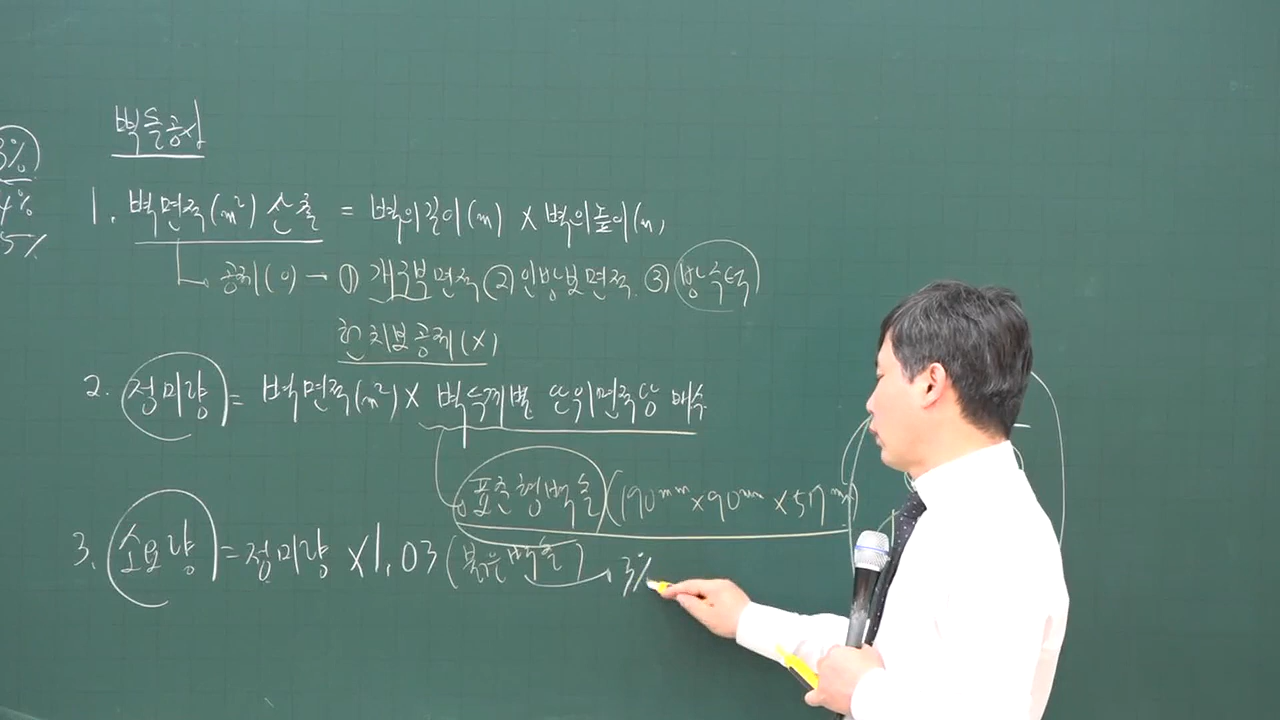 3%
4%
5%
벽돌공사
1. 벽면적(m²) 산출 = 벽의길이(m) × 벽의높이(m)
공제(o) → ① 개구부면적 ② 인방보면적 ③ 방수턱
공제(x)
2. 정미량 = 벽면적(m²) × 벽두께별 단위면적당 매수
표준형벽돌 (190mm × 90mm × 57mm)
3. 소요량 = 정미량 × 1.03 (붉은벽돌) → 3%